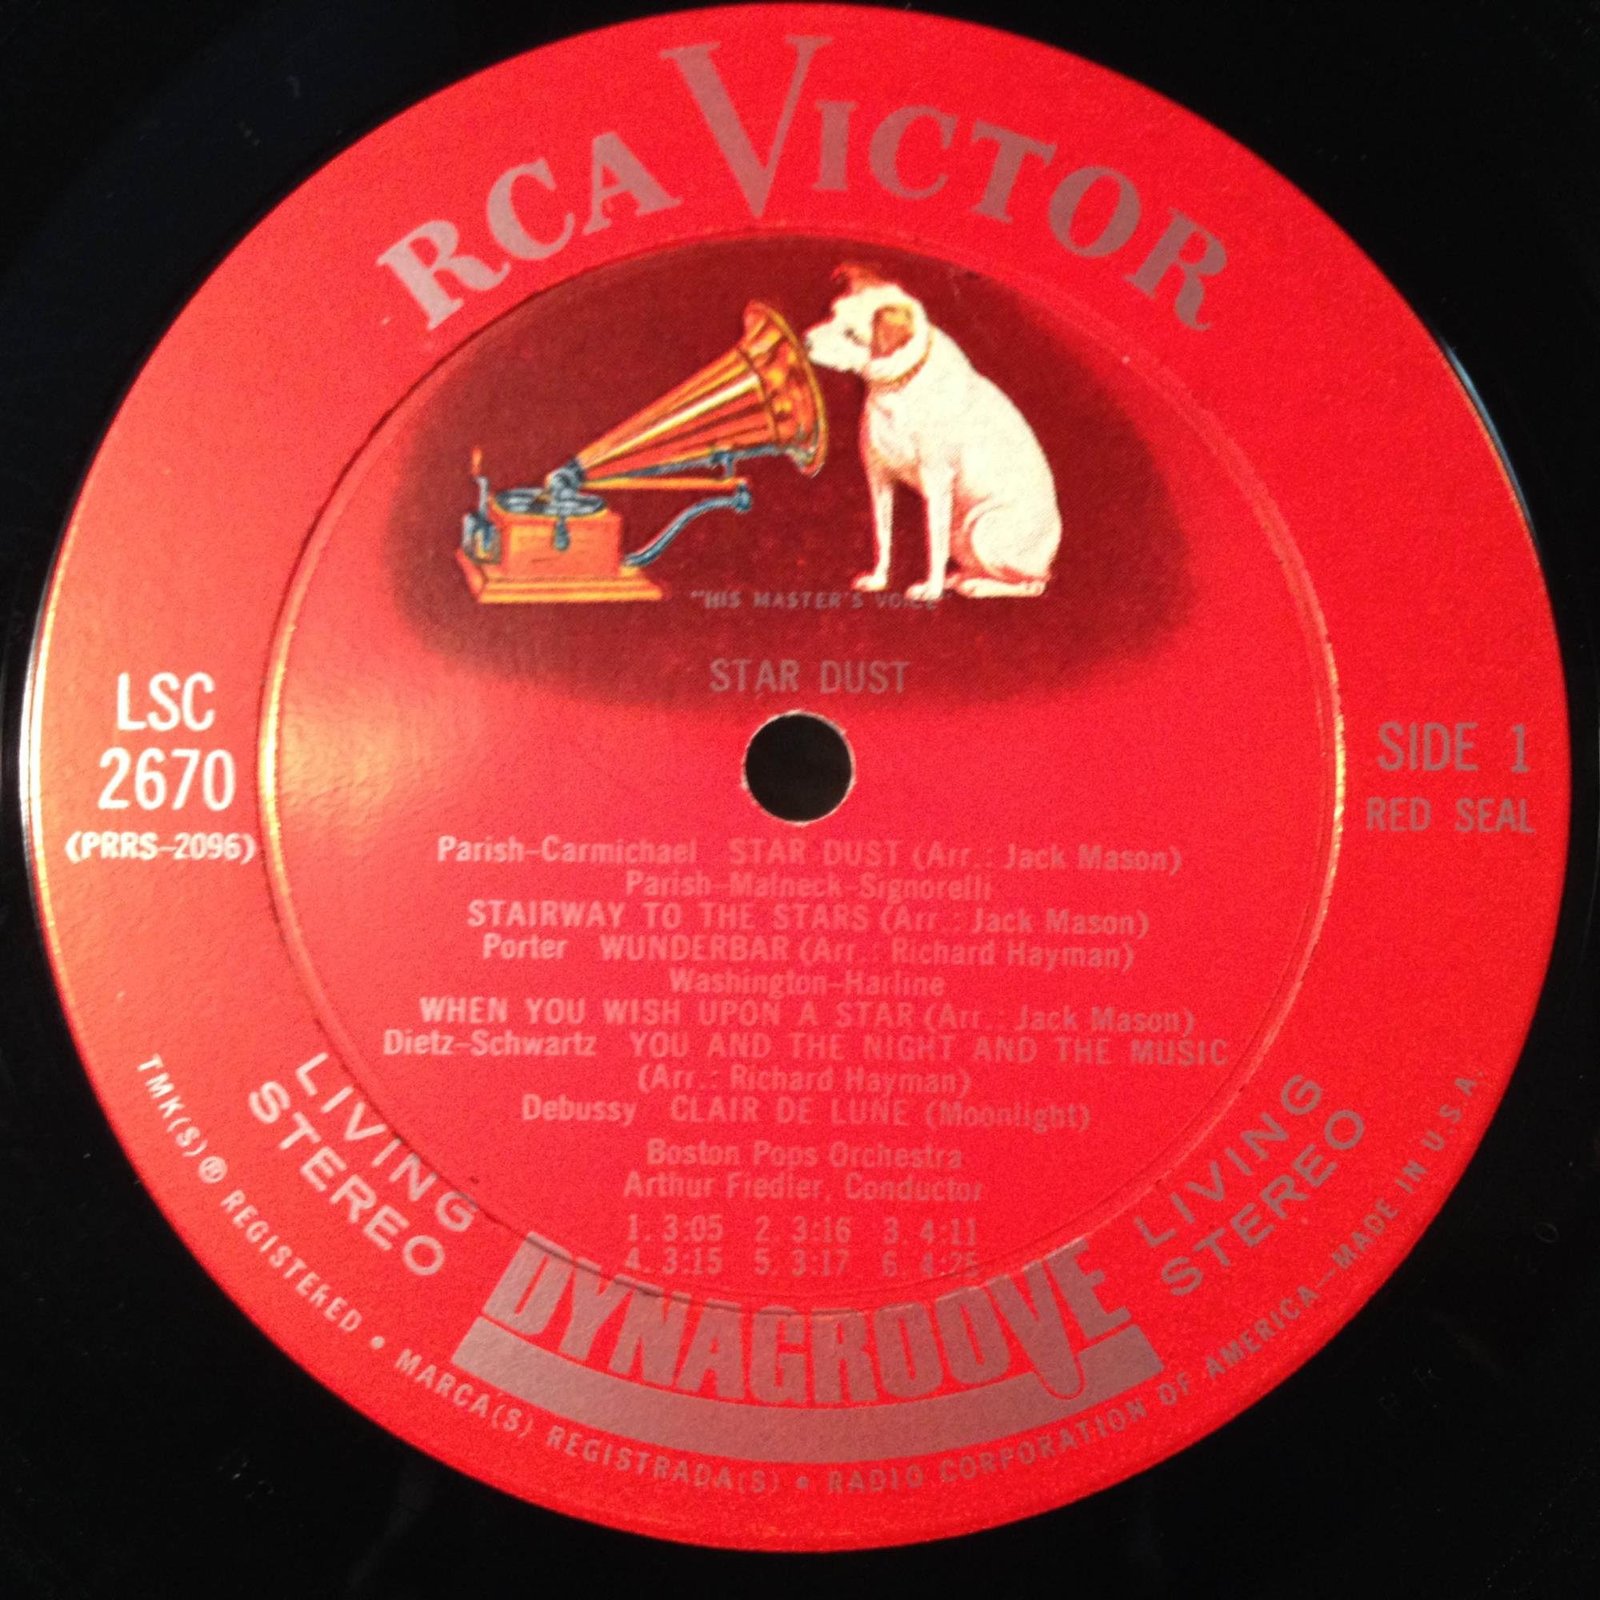 RCA VICTOR
"HIS MASTER'S VOICE"
STAR DUST
LSC
2670
(PRRS-2096)
SIDE 1
RED SEAL
Parish-Carmichael STAR DUST (Arr.: Jack Mason)
Parish-Malneck-Signorelli
STAIRWAY TO THE STARS (Arr.: Jack Mason)
Porter WUNDERBAR (Arr.: Richard Hayman)
Washington-Harline
WHEN YOU WISH UPON A STAR (Arr.: Jack Mason)
Dietz-Schwartz YOU AND THE NIGHT AND THE MUSIC
(Arr.: Richard Hayman)
Debussy CLAIR DE LUNE (Moonlight)
Boston Pops Orchestra
Arthur Fiedler, Conductor
1. 3:05 2. 3:16 3. 4:11
4. 3:15 5. 3:17 6. 4:25
LIVING
STEREO
DYNAGROOVE
LIVING
STEREO
TMK(S) ® REGISTERED • MARCA(S) REGISTRADA(S) • RADIO CORPORATION OF AMERICA—MADE IN U.S.A.